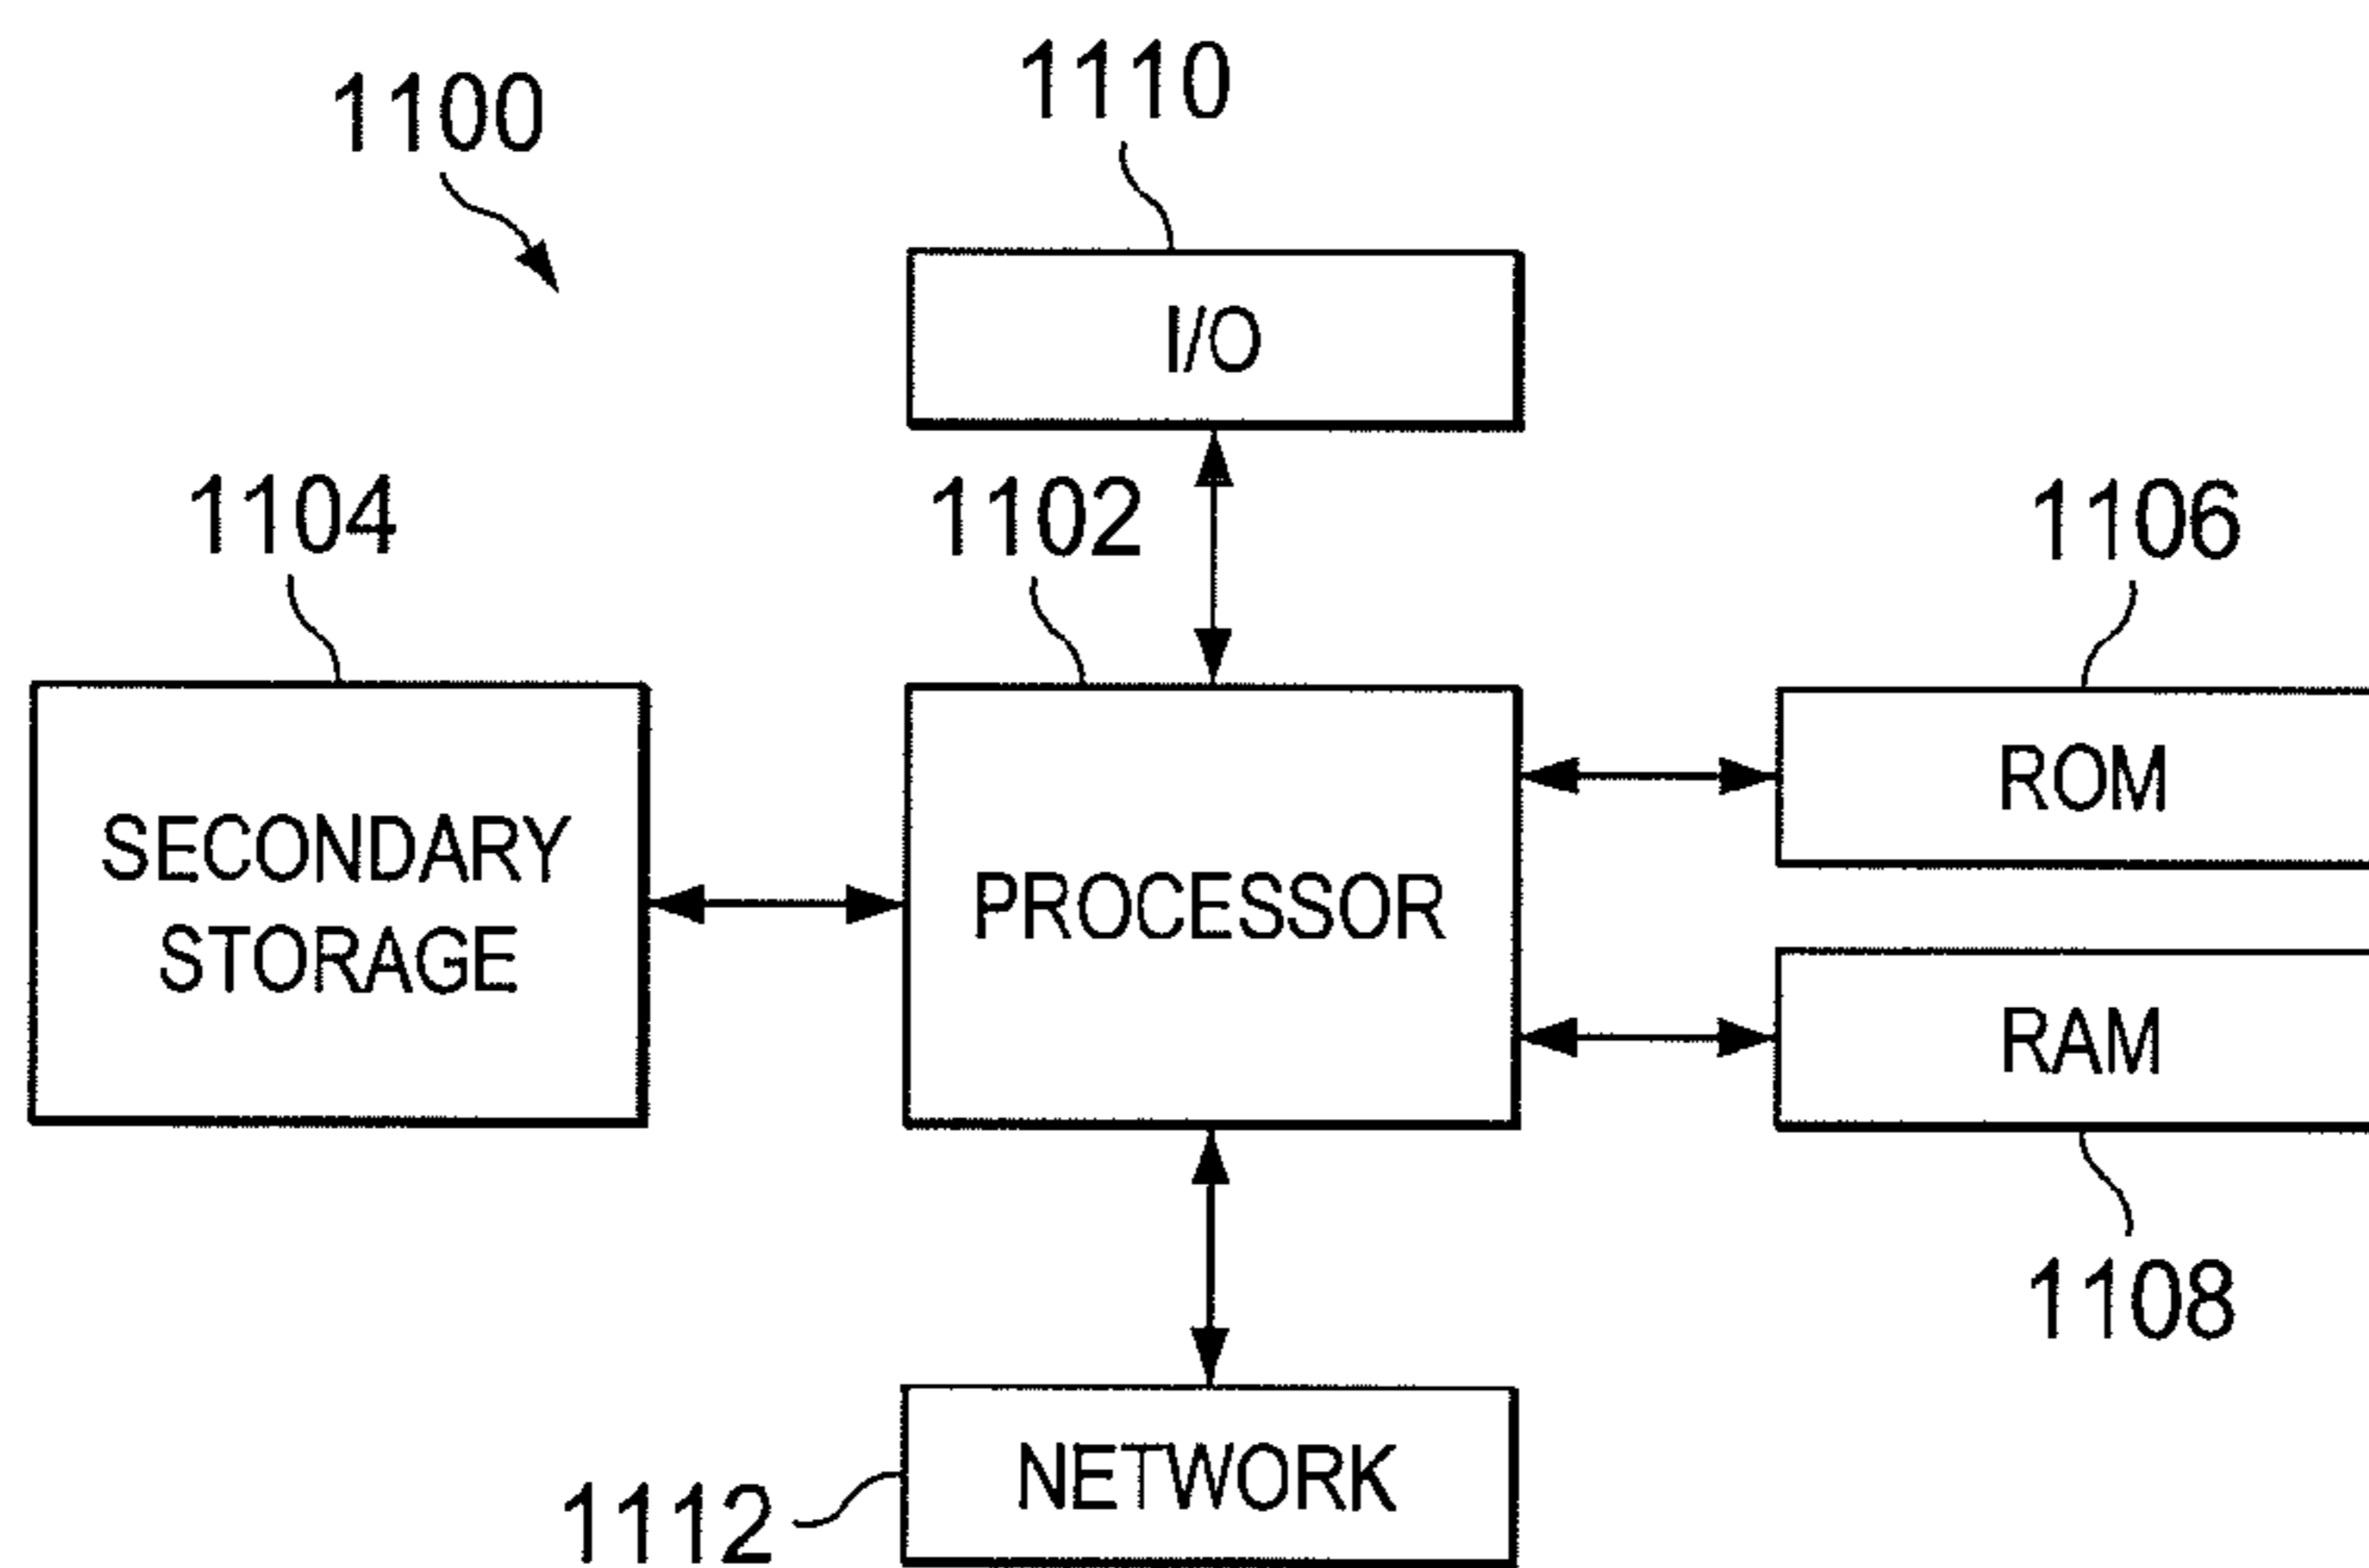 1100
1110
I/O
1104
1102
1106
SECONDARY
STORAGE
PROCESSOR
ROM
RAM
1108
NETWORK
1112